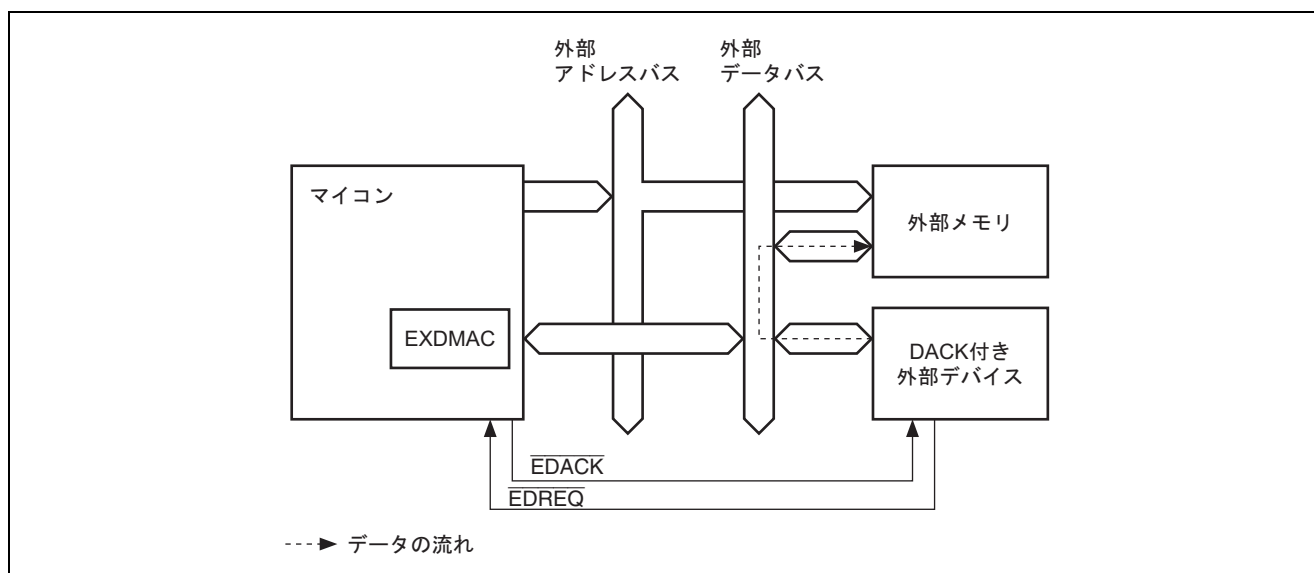 外部
アドレスバス
外部
データバス
マイコン
外部メモリ
EXDMAC
DACK付き
外部デバイス
EDACK
EDREQ
データの流れ